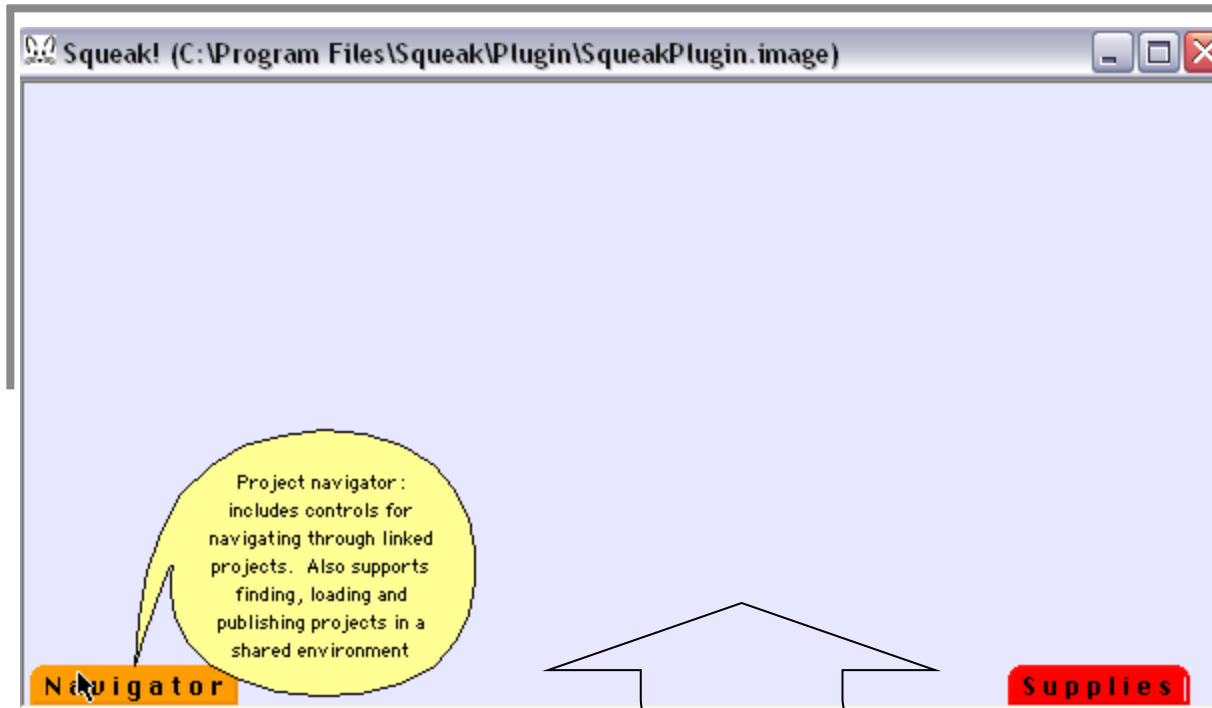 Squeak! (C:\Program Files\Squeak\Plugin\SqueakPlugin.image)
Project navigator:
includes controls for
navigating through linked
projects. Also supports
finding, loading and
publishing projects in a
shared environment
Navigator
Supplies